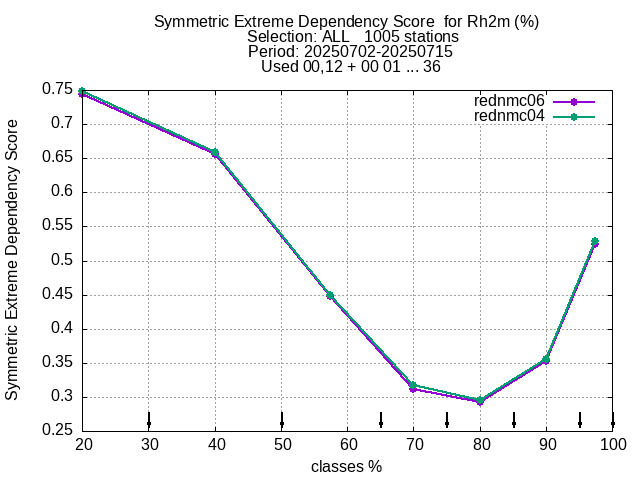 Symmetric Extreme Dependency Score  for Rh2m (%)
Selection: ALL   1005 stations
Period: 20250702-20250715
Used 00,12 + 00 01 ... 36
rednmc06
rednmc04
Symmetric Extreme Dependency Score
0.75
0.7
0.65
0.6
0.55
0.5
0.45
0.4
0.35
0.3
0.25
20 30 40 50 60 70 80 90 100
classes %